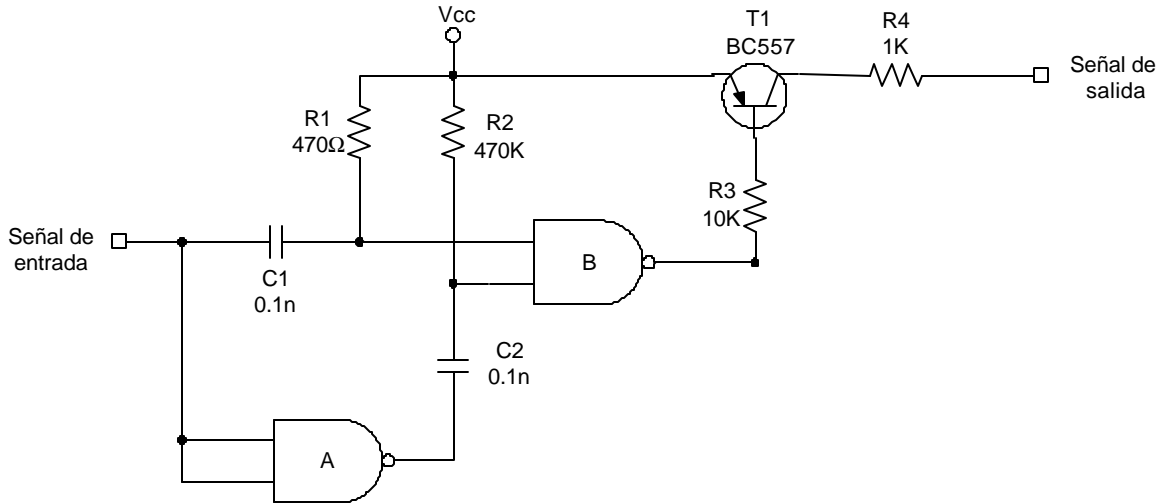 Vcc
T1
BC557
R4
1K
Señal de
salida
R1
470Ω
R2
470K
R3
10K
Señal de
entrada
B
C1
0.1n
C2
0.1n
A